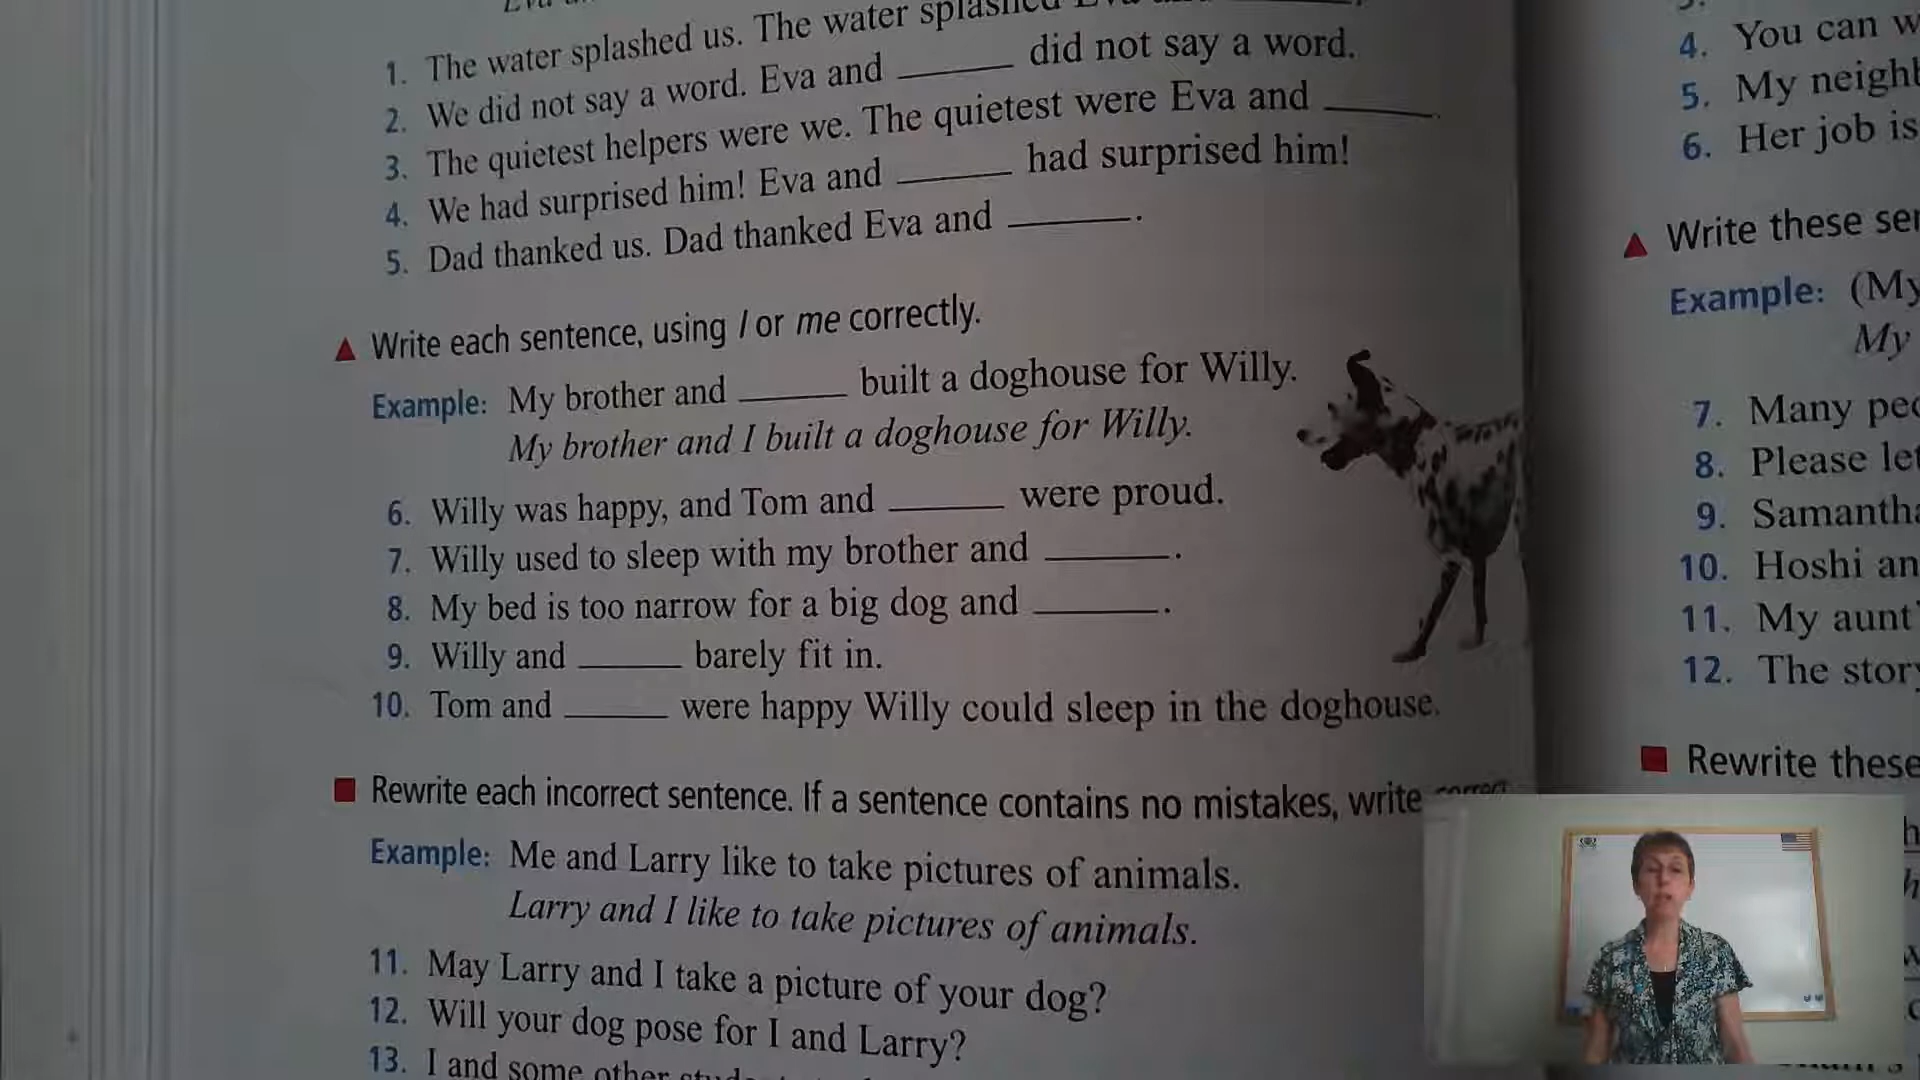 1. The water splashed us. The water splashed Eva and
2. We did not say a word. Eva and ______ did not say a word.
3. The quietest helpers were we. The quietest were Eva and ______.
4. We had surprised him! Eva and ______ had surprised him!
5. Dad thanked us. Dad thanked Eva and ______.
▲ Write each sentence, using I or me correctly.
Example: My brother and ______ built a doghouse for Willy.
My brother and I built a doghouse for Willy.
6. Willy was happy, and Tom and ______ were proud.
7. Willy used to sleep with my brother and ______.
8. My bed is too narrow for a big dog and ______.
9. Willy and ______ barely fit in.
10. Tom and ______ were happy Willy could sleep in the doghouse.
■ Rewrite each incorrect sentence. If a sentence contains no mistakes, write correct
Example: Me and Larry like to take pictures of animals.
Larry and I like to take pictures of animals.
11. May Larry and I take a picture of your dog?
12. Will your dog pose for I and Larry?
13. I and some other
4. You can
5. My
6. Her job is
▲ Write these
Example: (My
My
7. Many
8. Please
9.
10. Hoshi
11. My aunt
12. The
■ Rewrite these